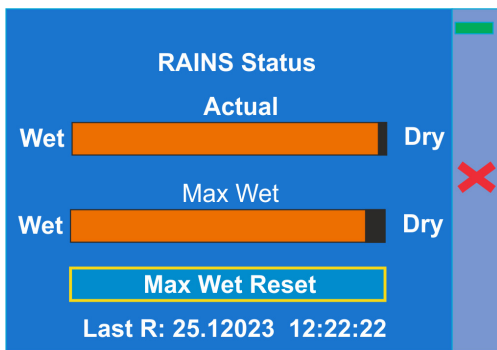 RAINS Status
Actual
Wet Dry
Max Wet
Wet Dry
Max Wet Reset
Last R: 25.12023 12:22:22